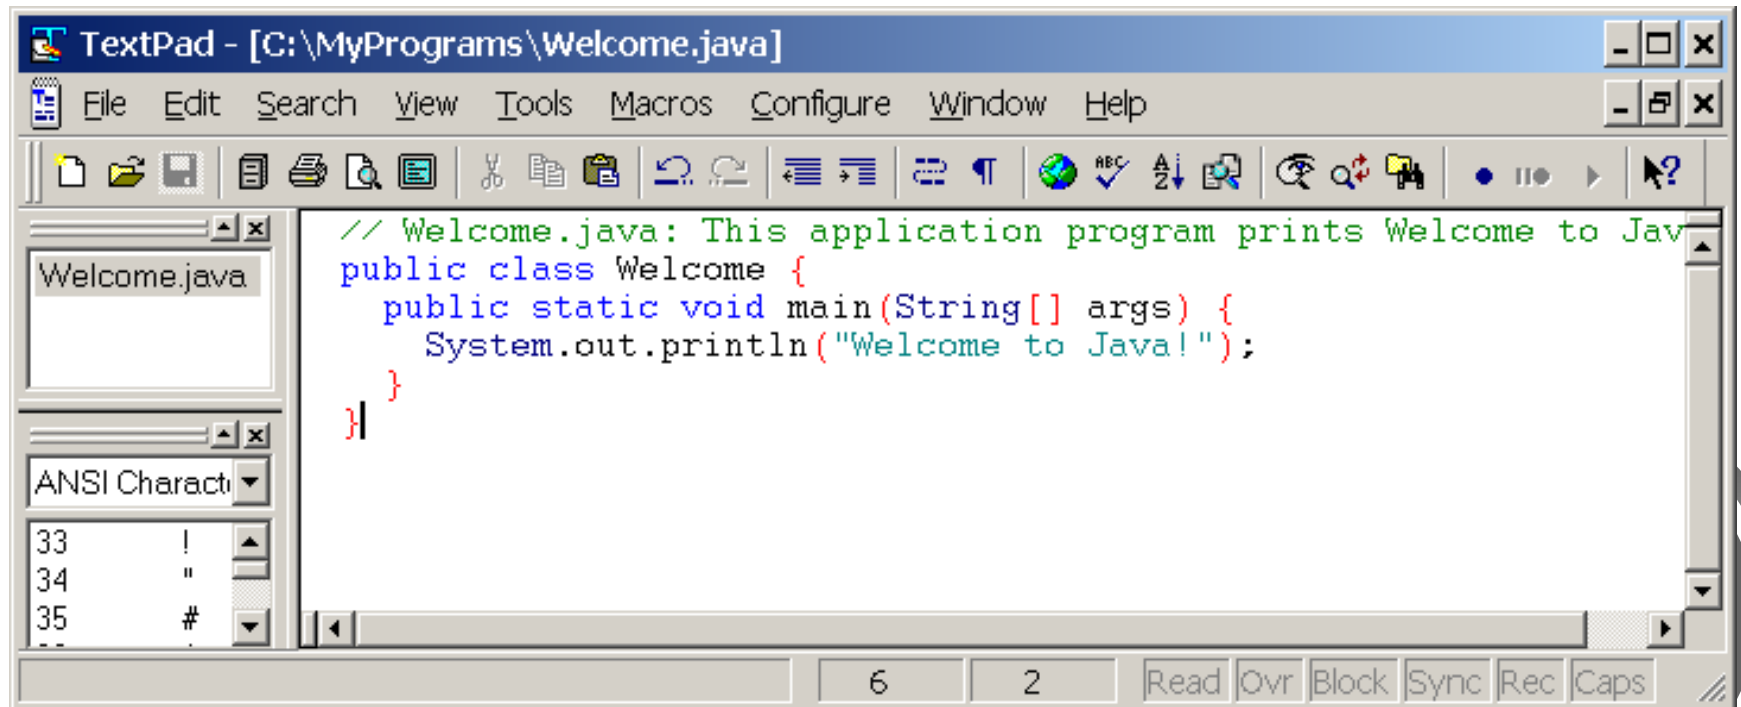 TextPad - [C:\MyPrograms\Welcome.java]
File Edit Search View Tools Macros Configure Window Help
Welcome.java
// Welcome.java: This application program prints Welcome to Jav
public class Welcome {
  public static void main(String[] args) {
    System.out.println("Welcome to Java!");
  }
}
ANSI Charact
33 !
34 "
35 #
6 2 Read Ovr Block Sync Rec Caps